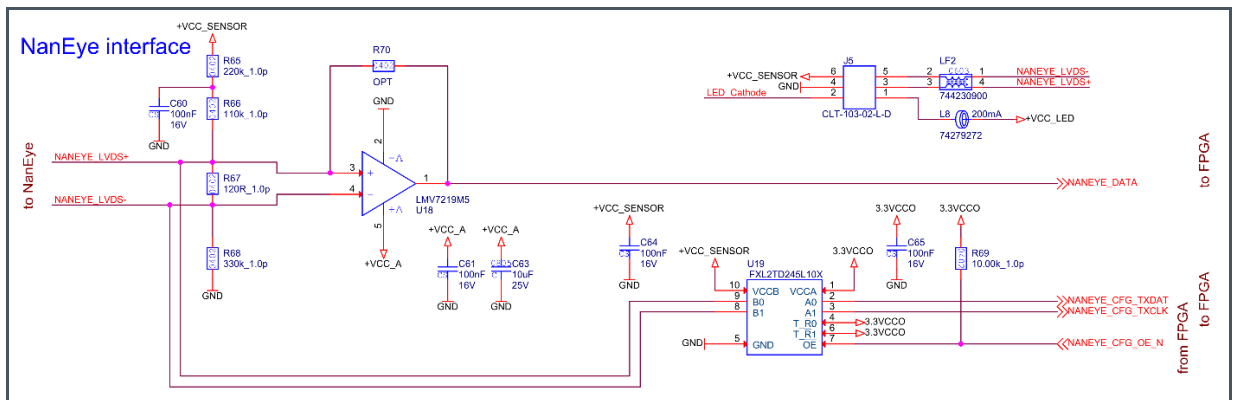 NanEye interface
+VCC_SENSOR
R65
220k_1.0p
C60
100nF
16V
GND
R66
110k_1.0p
R70
OPT
GND
2
to NanEye
NANEYE_LVDS+
NANEYE_LVDS-
R67
120R_1.0p
3
4
1
5
LMV7219M5
U18
+VCC_A
R68
330k_1.0p
GND
+VCC_A
C61
100nF
16V
GND
+VCC_A
C63
10uF
25V
GND
J5
+VCC_SENSOR
GND
LED_Cathode
6
4
2
5
3
1
CLT-103-02-L-D
LF2
2
3
1
4
744230900
NANEYE_LVDS-
NANEYE_LVDS+
L8
200mA
74279272
+VCC_LED
NANEYE_DATA
to FPGA
+VCC_SENSOR
C64
100nF
16V
GND
+VCC_SENSOR
3.3VCCO
3.3VCCO
C65
100nF
16V
GND
3.3VCCO
R69
10.00k_1.0p
U19
FXL2TD245L10X
10 VCCB
9 B0
8 B1
GND 5 GND
VCCA 1
A0 2
A1 3
T_R0 4 3.3VCCO
T_R1 6 3.3VCCO
OE 7
NANEYE_CFG_TXDAT
NANEYE_CFG_TXCLK
NANEYE_CFG_OE_N
from FPGA
to FPGA